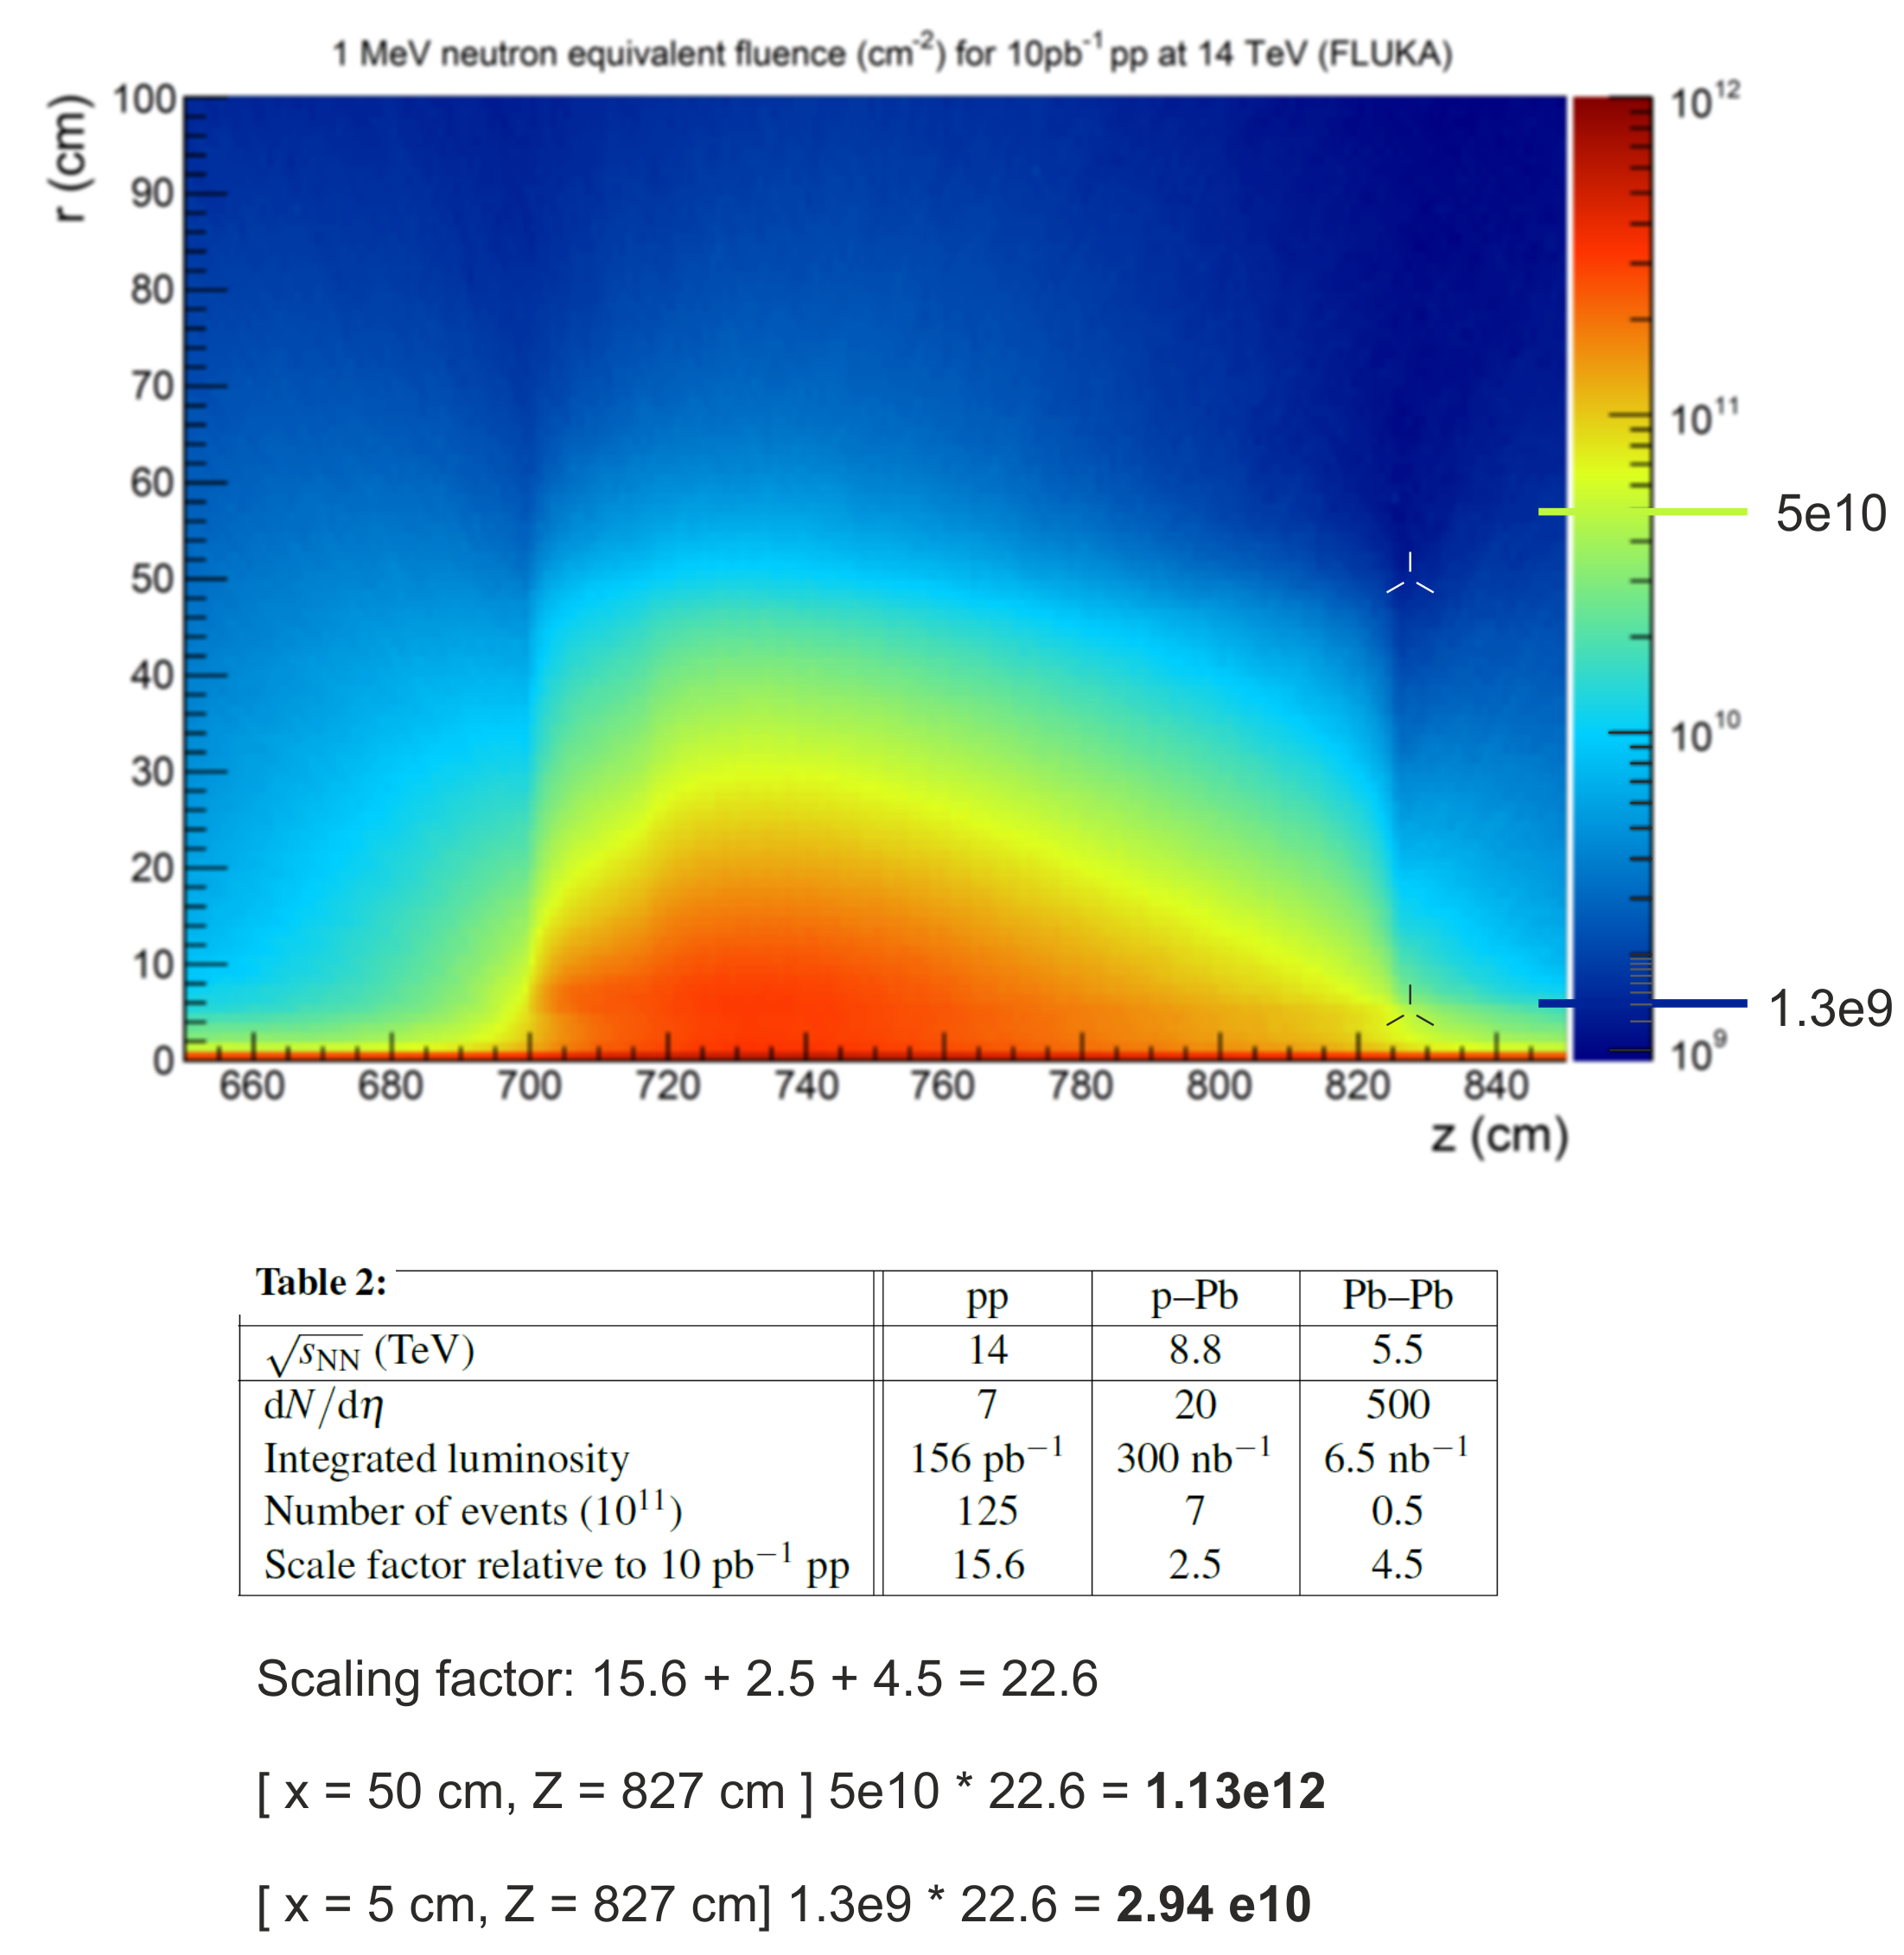 1 MeV neutron equivalent fluence (cm⁻²) for 10pb⁻¹ pp at 14 TeV (FLUKA)
r (cm)
100
90
80
70
60
50
40
30
20
10
0
660 680 700 720 740 760 780 800 820 840
z (cm)
10¹²
10¹¹
5e10
10¹⁰
1.3e9
10⁹
Table 2: pp p–Pb Pb–Pb
√sNN (TeV) 14 8.8 5.5
dN/dη 7 20 500
Integrated luminosity 156 pb⁻¹ 300 nb⁻¹ 6.5 nb⁻¹
Number of events (10¹¹) 125 7 0.5
Scale factor relative to 10 pb⁻¹ pp 15.6 2.5 4.5
Scaling factor: 15.6 + 2.5 + 4.5 = 22.6
[ x = 50 cm, Z = 827 cm ] 5e10 * 22.6 = 1.13e12
[ x = 5 cm, Z = 827 cm] 1.3e9 * 22.6 = 2.94 e10